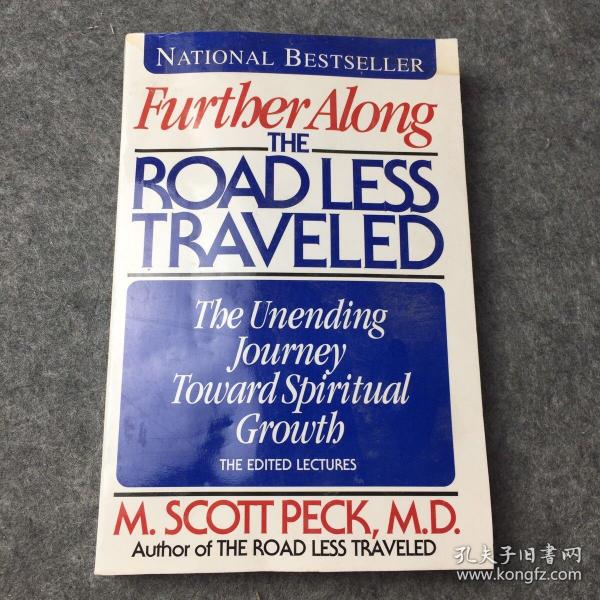 NATIONAL BESTSELLER
Further Along
THE
ROAD LESS
TRAVELED
The Unending
Journey
Toward Spiritual
Growth
THE EDITED LECTURES
M. SCOTT PECK, M.D.
Author of THE ROAD LESS TRAVELED
孔夫子旧書网
www.kongfz.com